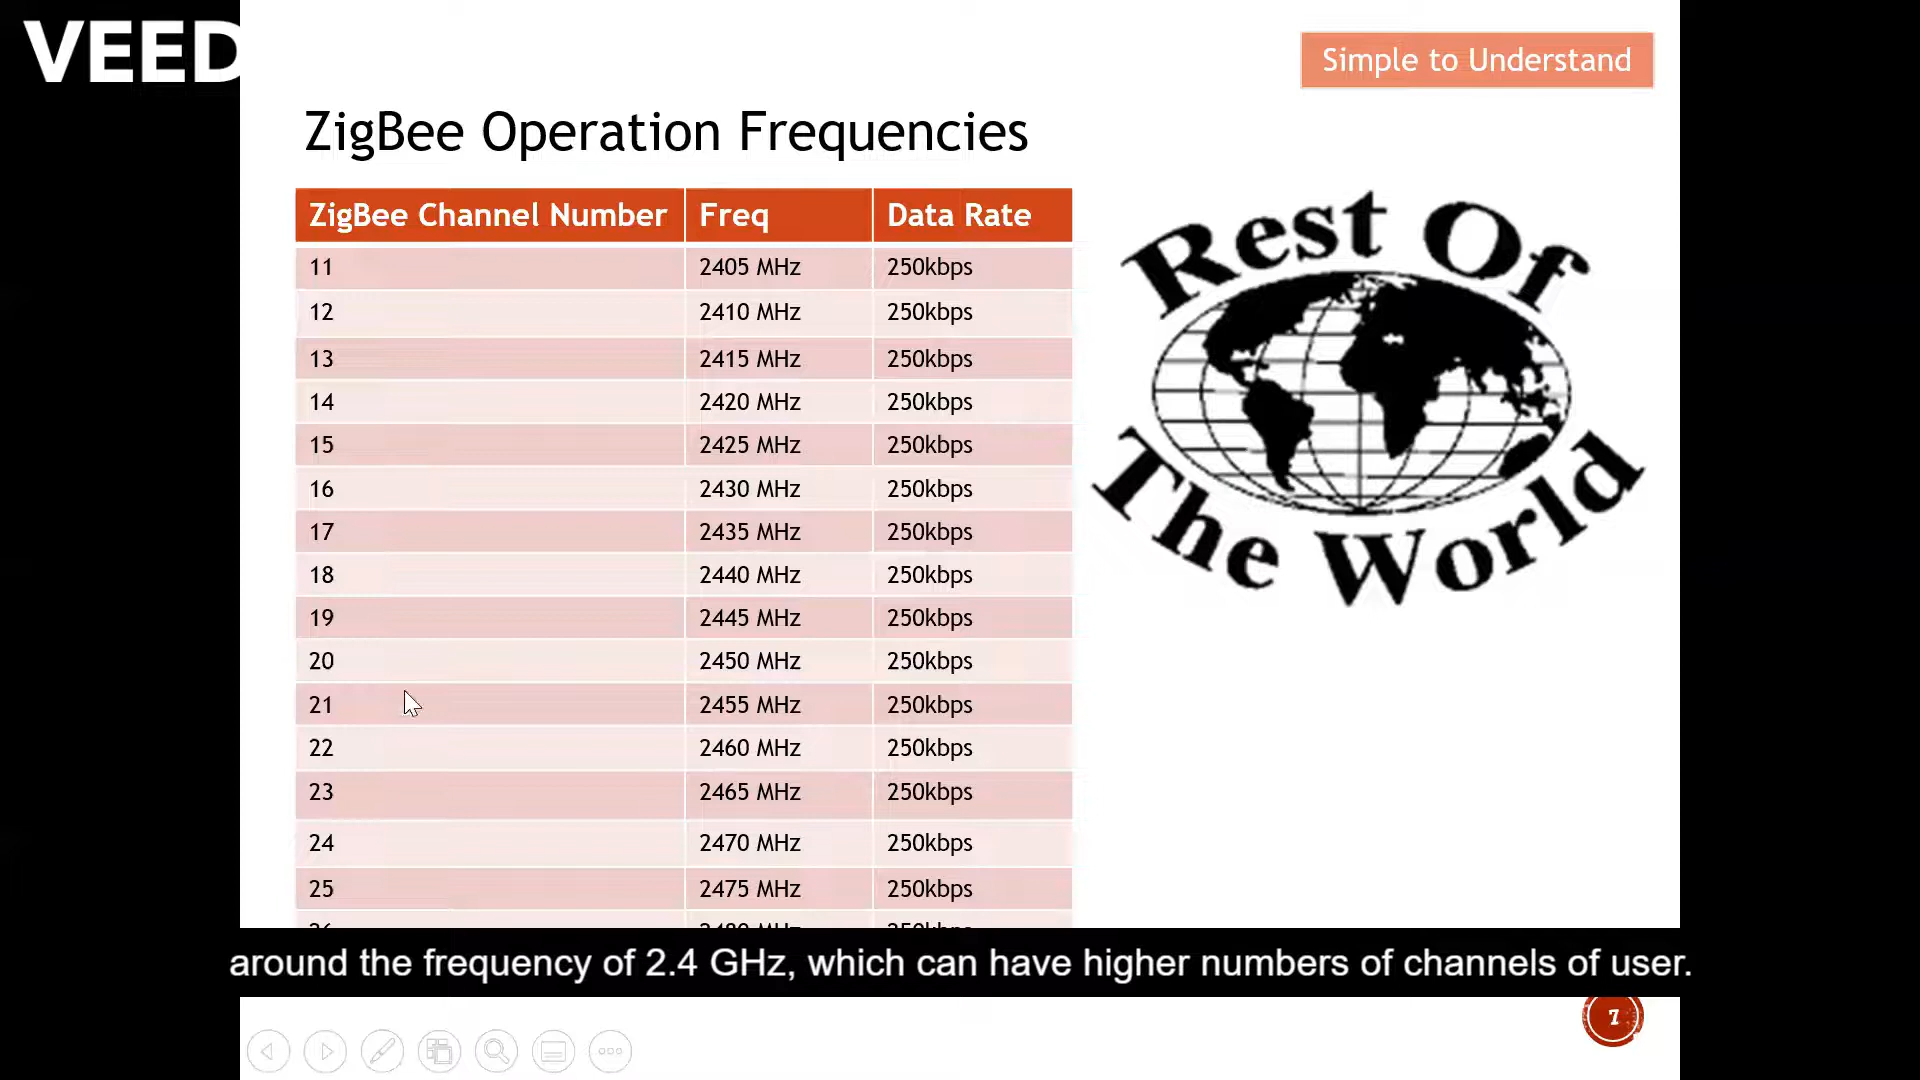 VEED
Simple to Understand
ZigBee Operation Frequencies
ZigBee Channel Number Freq Data Rate
11 2405 MHz 250kbps
12 2410 MHz 250kbps
13 2415 MHz 250kbps
14 2420 MHz 250kbps
15 2425 MHz 250kbps
16 2430 MHz 250kbps
17 2435 MHz 250kbps
18 2440 MHz 250kbps
19 2445 MHz 250kbps
20 2450 MHz 250kbps
21 2455 MHz 250kbps
22 2460 MHz 250kbps
23 2465 MHz 250kbps
24 2470 MHz 250kbps
25 2475 MHz 250kbps
Rest Of
The World
around the frequency of 2.4 GHz, which can have higher numbers of channels of user.
7